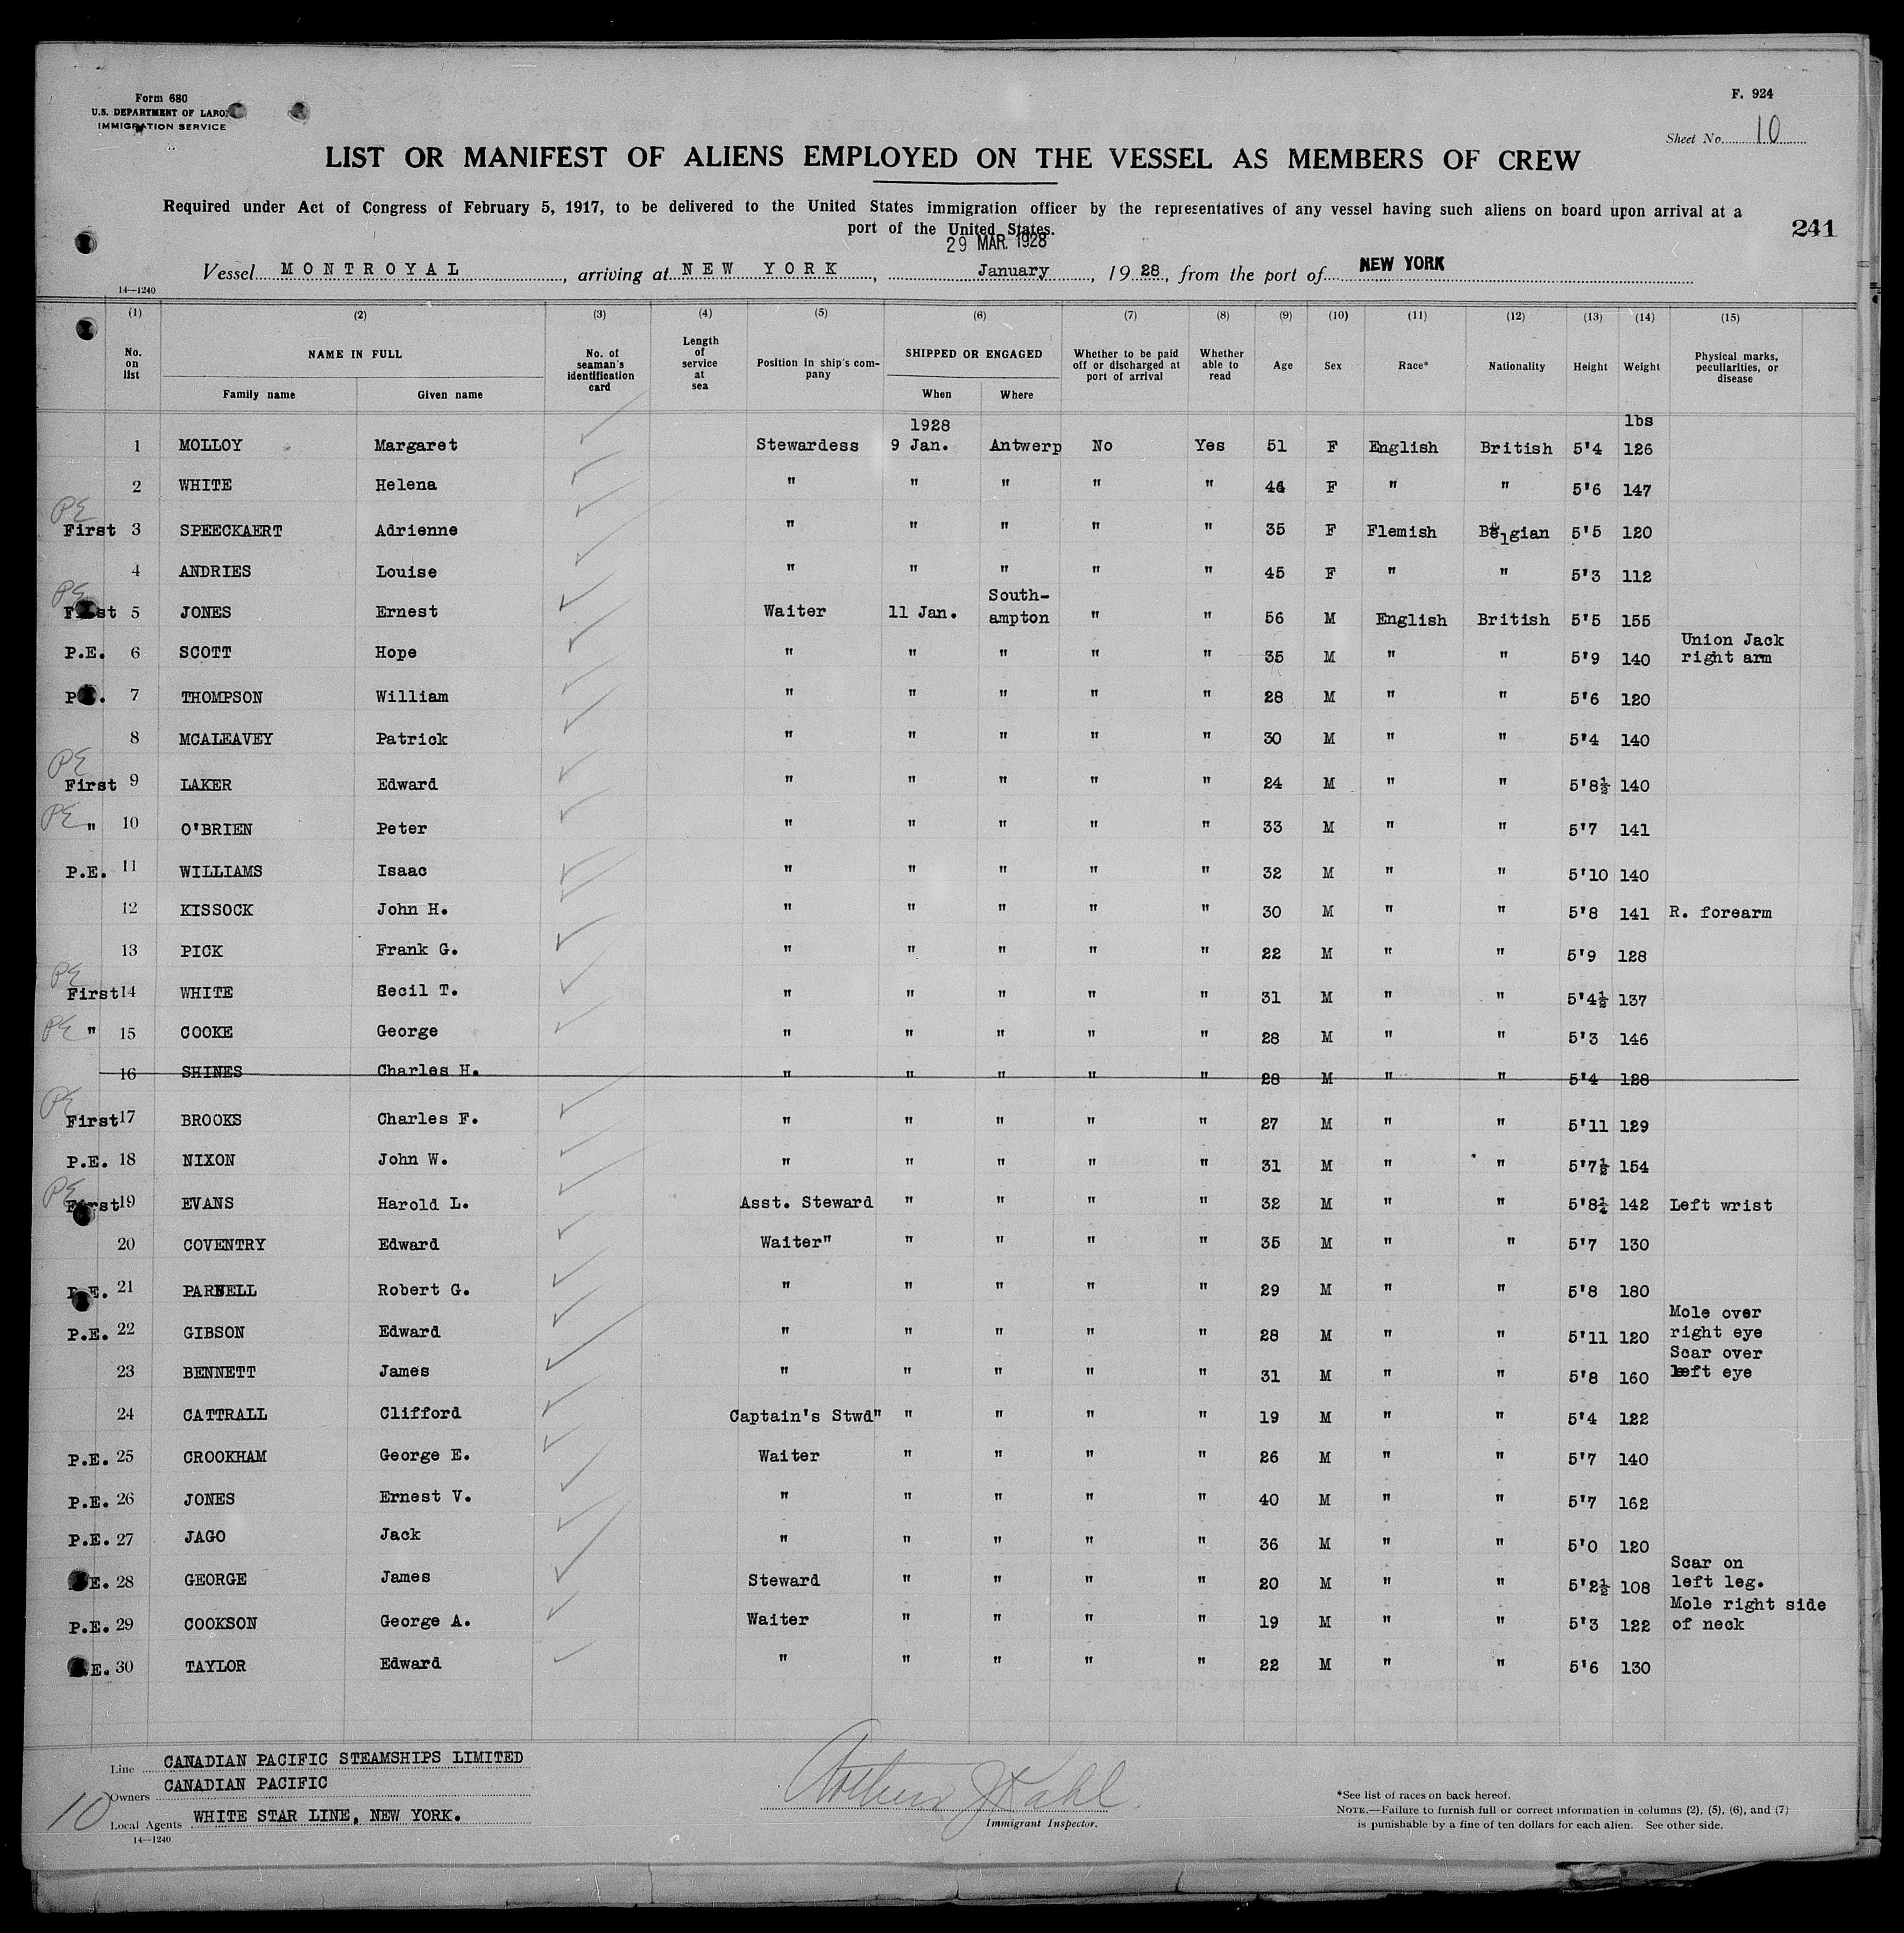 Form 680
U.S. DEPARTMENT OF LABOR
IMMIGRATION SERVICE
F. 924
Sheet No. 10
LIST OR MANIFEST OF ALIENS EMPLOYED ON THE VESSEL AS MEMBERS OF CREW
Required under Act of Congress of February 5, 1917, to be delivered to the United States immigration officer by the representatives of any vessel having such aliens on board upon arrival at a
port of the United States.
241
29 MAR. 1928
Vessel MONTROYAL, arriving at NEW YORK, January, 1928, from the port of NEW YORK
14—1240
(1) (2) (3) (4) (5) (6) (7) (8) (9) (10) (11) (12) (13) (14) (15)
No. on list NAME IN FULL No. of seaman's identification card Length of service at sea Position in ship's company SHIPPED OR ENGAGED Whether to be paid off or discharged at port of arrival Whether able to read Age Sex Race* Nationality Height Weight Physical marks, peculiarities, or disease
Family name Given name When Where
1928 lbs
1 MOLLOY Margaret Stewardess 9 Jan. Antwerp No Yes 51 F English British 5'4 126
2 WHITE Helena " " " " " 44 F " " 5'6 147
PE First 3 SPEECKAERT Adrienne " " " " " 35 F Flemish Belgian 5'5 120
4 ANDRIES Louise " " " " " 45 F " " 5'3 112
PE First 5 JONES Ernest Waiter 11 Jan. South-ampton " " 56 M English British 5'5 155
P.E. 6 SCOTT Hope " " " " " 35 M " " 5'9 140 Union Jack right arm
P.E. 7 THOMPSON William " " " " " 28 M " " 5'6 120
8 MCALEAVEY Patrick " " " " " 30 M " " 5'4 140
PE First 9 LAKER Edward " " " " " 24 M " " 5'8½ 140
PE " 10 O'BRIEN Peter " " " " " 33 M " " 5'7 141
P.E. 11 WILLIAMS Isaac " " " " " 32 M " " 5'10 140
12 KISSOCK John H. " " " " " 30 M " " 5'8 141 R. forearm
13 PICK Frank G. " " " " " 22 M " " 5'9 128
PE First 14 WHITE Cecil T. " " " " " 31 M " " 5'4½ 137
PE " 15 COOKE George " " " " " 28 M " " 5'3 146
16 SHINES Charles H. " " " " " 28 M " " 5'4 128
PE First 17 BROOKS Charles F. " " " " " 27 M " " 5'11 129
P.E. 18 NIXON John W. " " " " " 31 M " " 5'7½ 154
PE First 19 EVANS Harold L. Asst. Steward " " " " 32 M " " 5'8¼ 142 Left wrist
20 COVENTRY Edward Waiter" " " " " 35 M " " 5'7 130
P.E. 21 PARNELL Robert G. " " " " " 29 M " " 5'8 180
P.E. 22 GIBSON Edward " " " " " 28 M " " 5'11 120 Mole over right eye
23 BENNETT James " " " " " 31 M " " 5'8 160 Scar over left eye
24 CATTRALL Clifford Captain's Stwd" " " " " 19 M " " 5'4 122
P.E. 25 CROOKHAM George E. Waiter " " " " 26 M " " 5'7 140
P.E. 26 JONES Ernest V. " " " " " 40 M " " 5'7 162
P.E. 27 JAGO Jack " " " " " 36 M " " 5'0 120
P.E. 28 GEORGE James Steward " " " " 20 M " " 5'2½ 108 Scar on left leg.
P.E. 29 COOKSON George A. Waiter " " " " 19 M " " 5'3 122 Mole right side of neck
P.E. 30 TAYLOR Edward " " " " " 22 M " " 5'6 130
Line CANADIAN PACIFIC STEAMSHIPS LIMITED
Owners CANADIAN PACIFIC
10
Local Agents WHITE STAR LINE, NEW YORK.
14—1240
Arthur J Kahl.
Immigrant Inspector.
*See list of races on back hereof.
NOTE.—Failure to furnish full or correct information in columns (2), (5), (6), and (7)
is punishable by a fine of ten dollars for each alien. See other side.